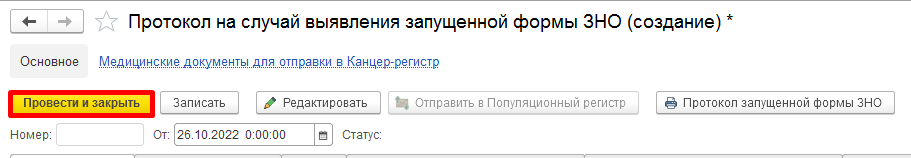 Протокол на случай выявления запущенной формы ЗНО (создание) *
Основное Медицинские документы для отправки в Канцер-регистр
Провести и закрыть Записать Редактировать Отправить в Популяционный регистр Протокол запущенной формы ЗНО
Номер: От: 26.10.2022 0:00:00 Статус: